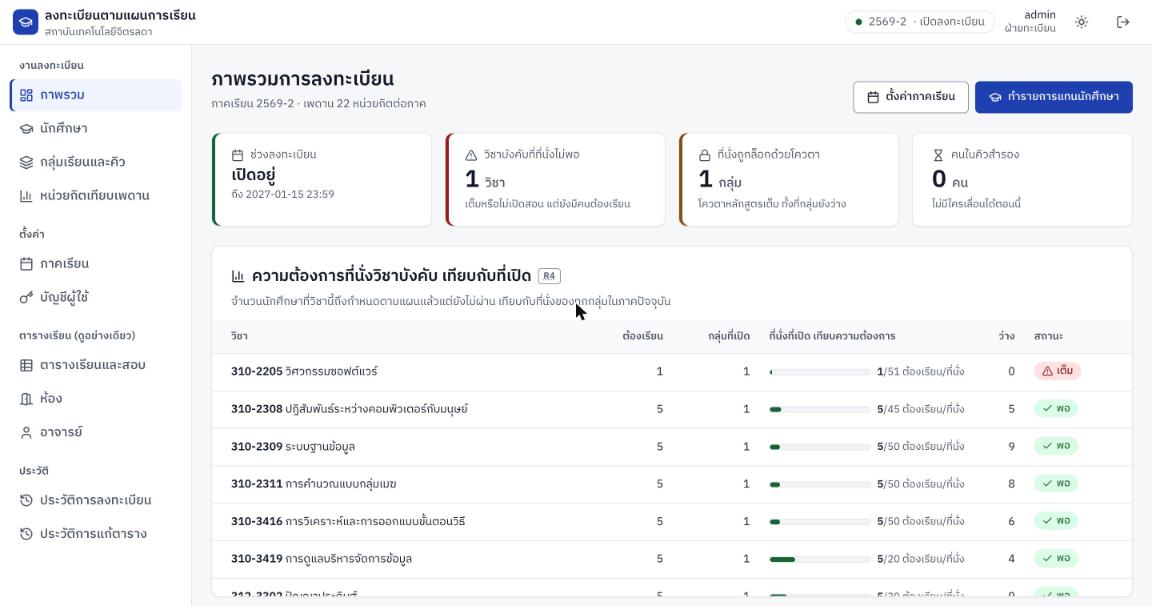 ลงทะเบียนตามแผนการเรียน
สถาบันเทคโนโลยีจิตรลดา
2569-2 · เปิดลงทะเบียน
admin
ฝ่ายทะเบียน
งานลงทะเบียน
ภาพรวม
นักศึกษา
กลุ่มเรียนและคิว
หน่วยกิตเทียบเพดาน
ตั้งค่า
ภาคเรียน
บัญชีผู้ใช้
ตารางเรียน (ดูอย่างเดียว)
ตารางเรียนและสอบ
ห้อง
อาจารย์
ประวัติ
ประวัติการลงทะเบียน
ประวัติการแก้ตาราง
ภาพรวมการลงทะเบียน
ภาคเรียน 2569-2 · เพดาน 22 หน่วยกิตต่อภาค
ตั้งค่าภาคเรียน
ทำรายการแทนนักศึกษา
ช่วงลงทะเบียน
เปิดอยู่
ถึง 2027-01-15 23:59
วิชาบังคับที่ที่นั่งไม่พอ
1 วิชา
เต็มหรือไม่เปิดสอน แต่ยังมีคนต้องเรียน
ที่นั่งถูกล็อกด้วยโควตา
1 กลุ่ม
โควตาหลักสูตรเต็ม ทั้งที่กลุ่มยังว่าง
คนในคิวสำรอง
0 คน
ไม่มีใครเลื่อนได้ตอนนี้
ความต้องการที่นั่งวิชาบังคับ เทียบกับที่เปิด R4
จำนวนนักศึกษาที่วิชานี้ถึงกำหนดตามแผนแล้วแต่ยังไม่ผ่าน เทียบกับที่นั่งของทุกกลุ่มในภาคปัจจุบัน
วิชา ต้องเรียน กลุ่มที่เปิด ที่นั่งที่เปิด เทียบความต้องการ ว่าง สถานะ
310-2205 วิศวกรรมซอฟต์แวร์ 1 1 1/51 ต้องเรียน/ที่นั่ง 0 เต็ม
310-2308 ปฏิสัมพันธ์ระหว่างคอมพิวเตอร์กับมนุษย์ 5 1 5/45 ต้องเรียน/ที่นั่ง 5 พอ
310-2309 ระบบฐานข้อมูล 5 1 5/50 ต้องเรียน/ที่นั่ง 9 พอ
310-2311 การคำนวณแบบกลุ่มเมฆ 5 1 5/50 ต้องเรียน/ที่นั่ง 8 พอ
310-3416 การวิเคราะห์และการออกแบบขั้นตอนวิธี 5 1 5/50 ต้องเรียน/ที่นั่ง 6 พอ
310-3419 การดูแลบริหารจัดการข้อมูล 5 1 5/20 ต้องเรียน/ที่นั่ง 4 พอ